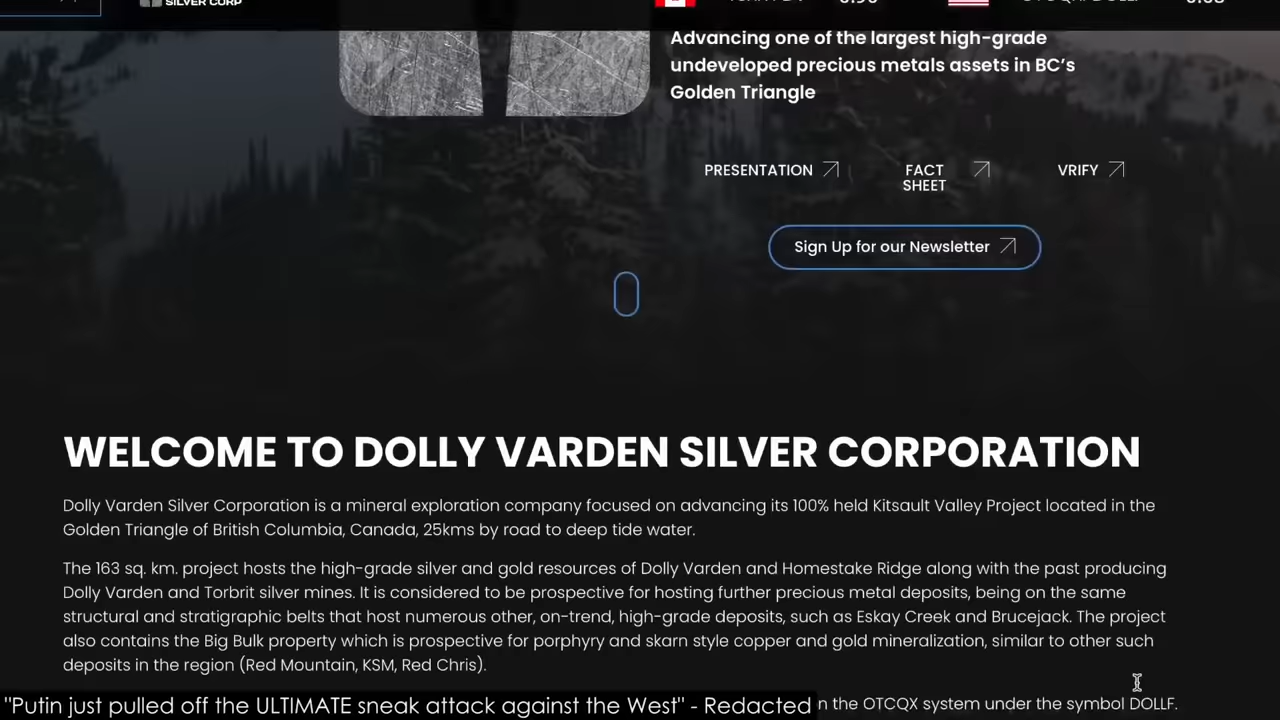 SILVER CORP
Advancing one of the largest high-grade
undeveloped precious metals assets in BC's
Golden Triangle
PRESENTATION
FACT
SHEET
VRIFY
Sign Up for our Newsletter
WELCOME TO DOLLY VARDEN SILVER CORPORATION
Dolly Varden Silver Corporation is a mineral exploration company focused on advancing its 100% held Kitsault Valley Project located in the
Golden Triangle of British Columbia, Canada, 25kms by road to deep tide water.
The 163 sq. km. project hosts the high-grade silver and gold resources of Dolly Varden and Homestake Ridge along with the past producing
Dolly Varden and Torbrit silver mines. It is considered to be prospective for hosting further precious metal deposits, being on the same
structural and stratigraphic belts that host numerous other, on-trend, high-grade deposits, such as Eskay Creek and Brucejack. The project
also contains the Big Bulk property which is prospective for porphyry and skarn style copper and gold mineralization, similar to other such
deposits in the region (Red Mountain, KSM, Red Chris).
"Putin just pulled off the ULTIMATE sneak attack against the West" - Redacted
n the OTCQX system under the symbol DOLLF.